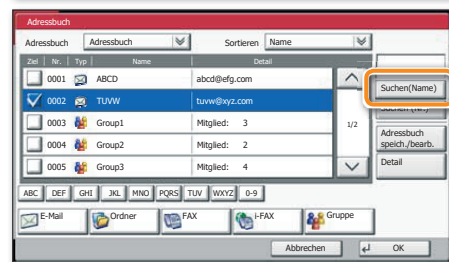 Adressbuch
Adressbuch Adressbuch Sortieren Name
Ziel Nr. Typ Name Detail
0001 ABCD abcd@efg.com
0002 TUVW tuvw@xyz.com
0003 Group1 Mitglied: 3
0004 Group2 Mitglied: 2
0005 Group3 Mitglied: 4
1/2
Suchen(Name)
Suchen (Nr.)
Adressbuch
speich./bearb.
Detail
ABC DEF GHI JKL MNO PQRS TUV WXYZ 0-9
E-Mail Ordner FAX i-FAX Gruppe
Abbrechen OK